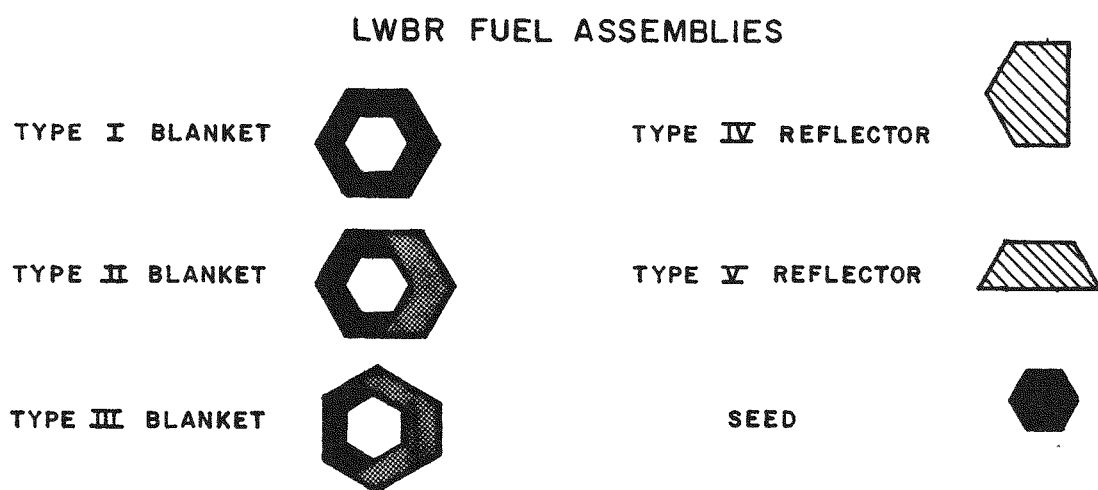 LWBR FUEL ASSEMBLIES
TYPE I BLANKET
TYPE IV REFLECTOR
TYPE II BLANKET
TYPE V REFLECTOR
TYPE III BLANKET
SEED